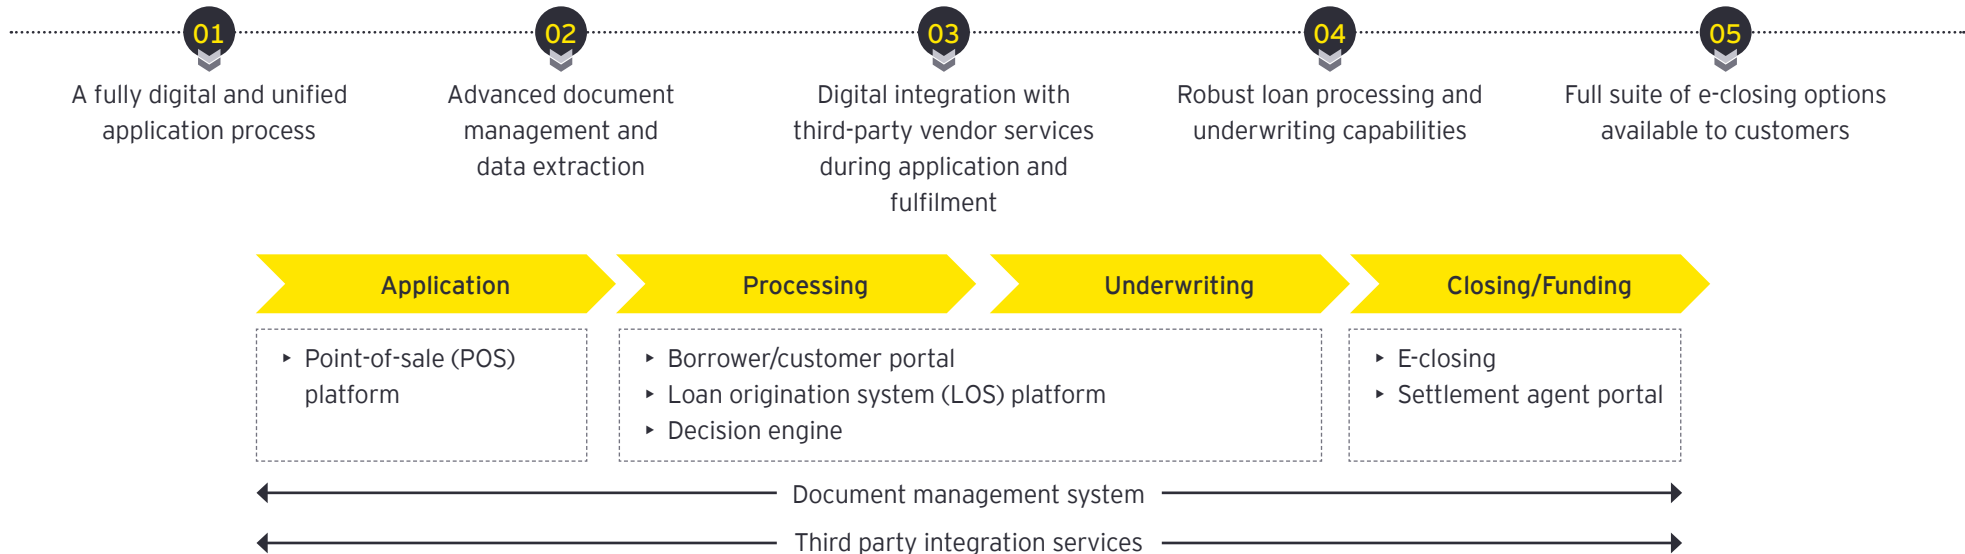 01
A fully digital and unified
application process
02
Advanced document
management and
data extraction
03
Digital integration with
third-party vendor services
during application and
fulfilment
04
Robust loan processing and
underwriting capabilities
05
Full suite of e-closing options
available to customers
Application
Processing
Underwriting
Closing/Funding
‣ Point-of-sale (POS)
platform
‣ Borrower/customer portal
‣ Loan origination system (LOS) platform
‣ Decision engine
‣ E-closing
‣ Settlement agent portal
Document management system
Third party integration services